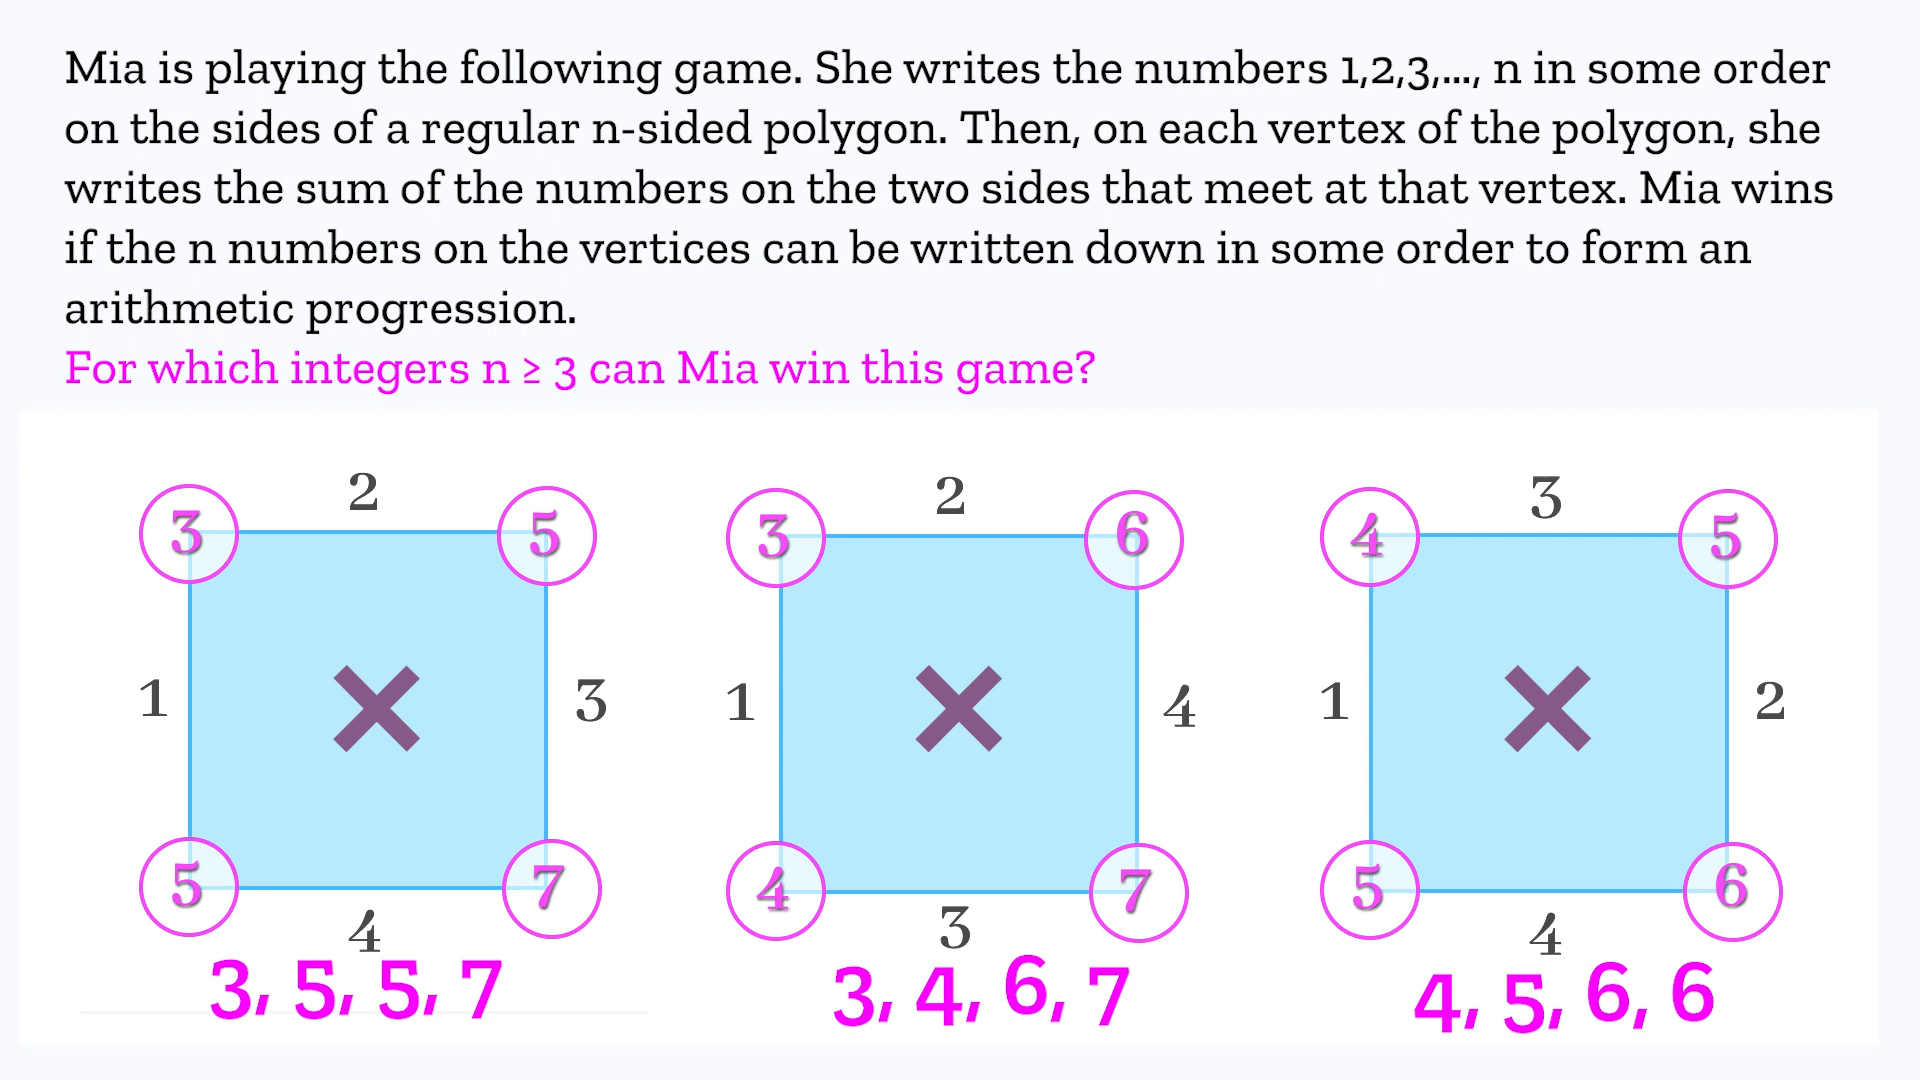 Mia is playing the following game. She writes the numbers 1,2,3,..., n in some order
on the sides of a regular n-sided polygon. Then, on each vertex of the polygon, she
writes the sum of the numbers on the two sides that meet at that vertex. Mia wins
if the n numbers on the vertices can be written down in some order to form an
arithmetic progression.
For which integers n ≥ 3 can Mia win this game?
2 2 3
3 5 3 6 4 5
1 3 1 4 1 2
5 7 4 7 5 6
4 3 4
3, 5, 5, 7 3, 4, 6, 7 4, 5, 6, 6